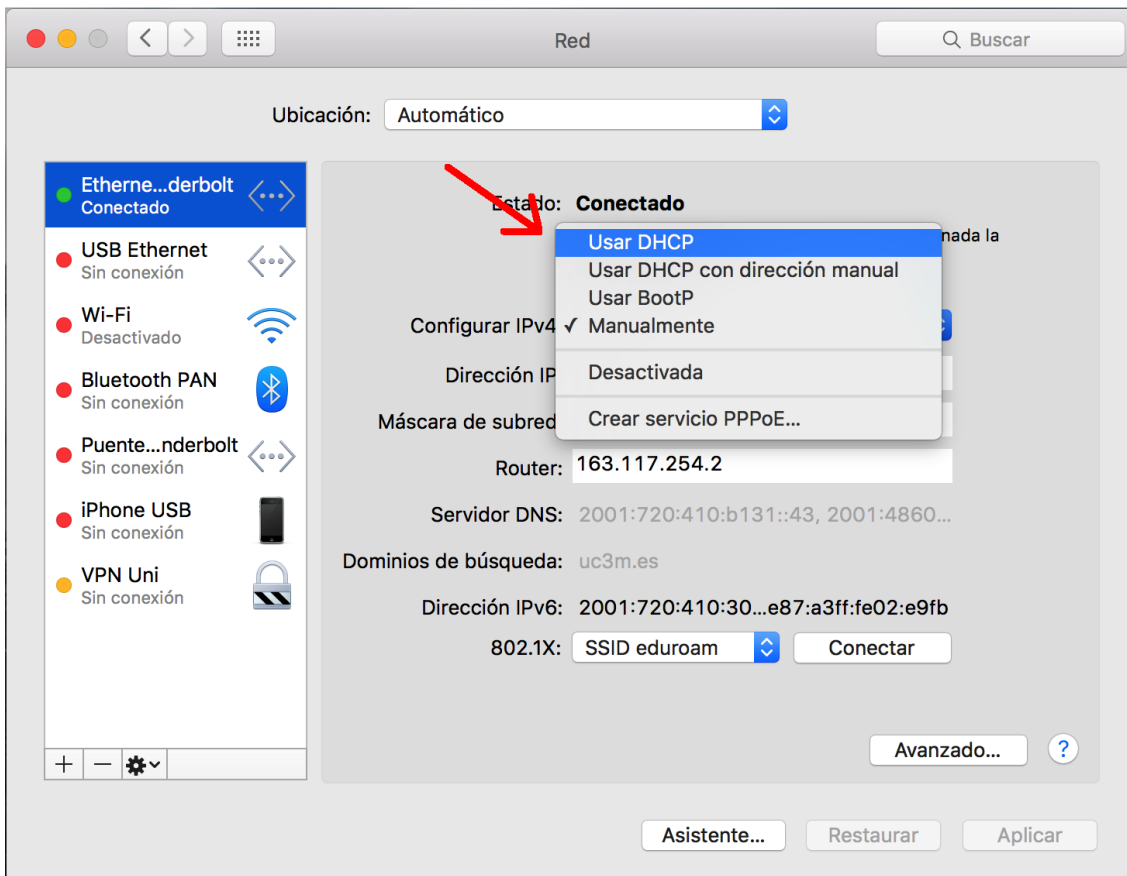 Red
Buscar
Ubicación: Automático
Etherne...derbolt
Conectado
USB Ethernet
Sin conexión
Wi-Fi
Desactivado
Bluetooth PAN
Sin conexión
Puente...nderbolt
Sin conexión
iPhone USB
Sin conexión
VPN Uni
Sin conexión
Estado: Conectado
nada la
Usar DHCP
Usar DHCP con dirección manual
Usar BootP
Configurar IPv4 ✓ Manualmente
Dirección IP
Desactivada
Máscara de subred
Crear servicio PPPoE...
Router: 163.117.254.2
Servidor DNS: 2001:720:410:b131::43, 2001:4860...
Dominios de búsqueda: uc3m.es
Dirección IPv6: 2001:720:410:30...e87:a3ff:fe02:e9fb
802.1X: SSID eduroam Conectar
Avanzado... ?
Asistente... Restaurar Aplicar